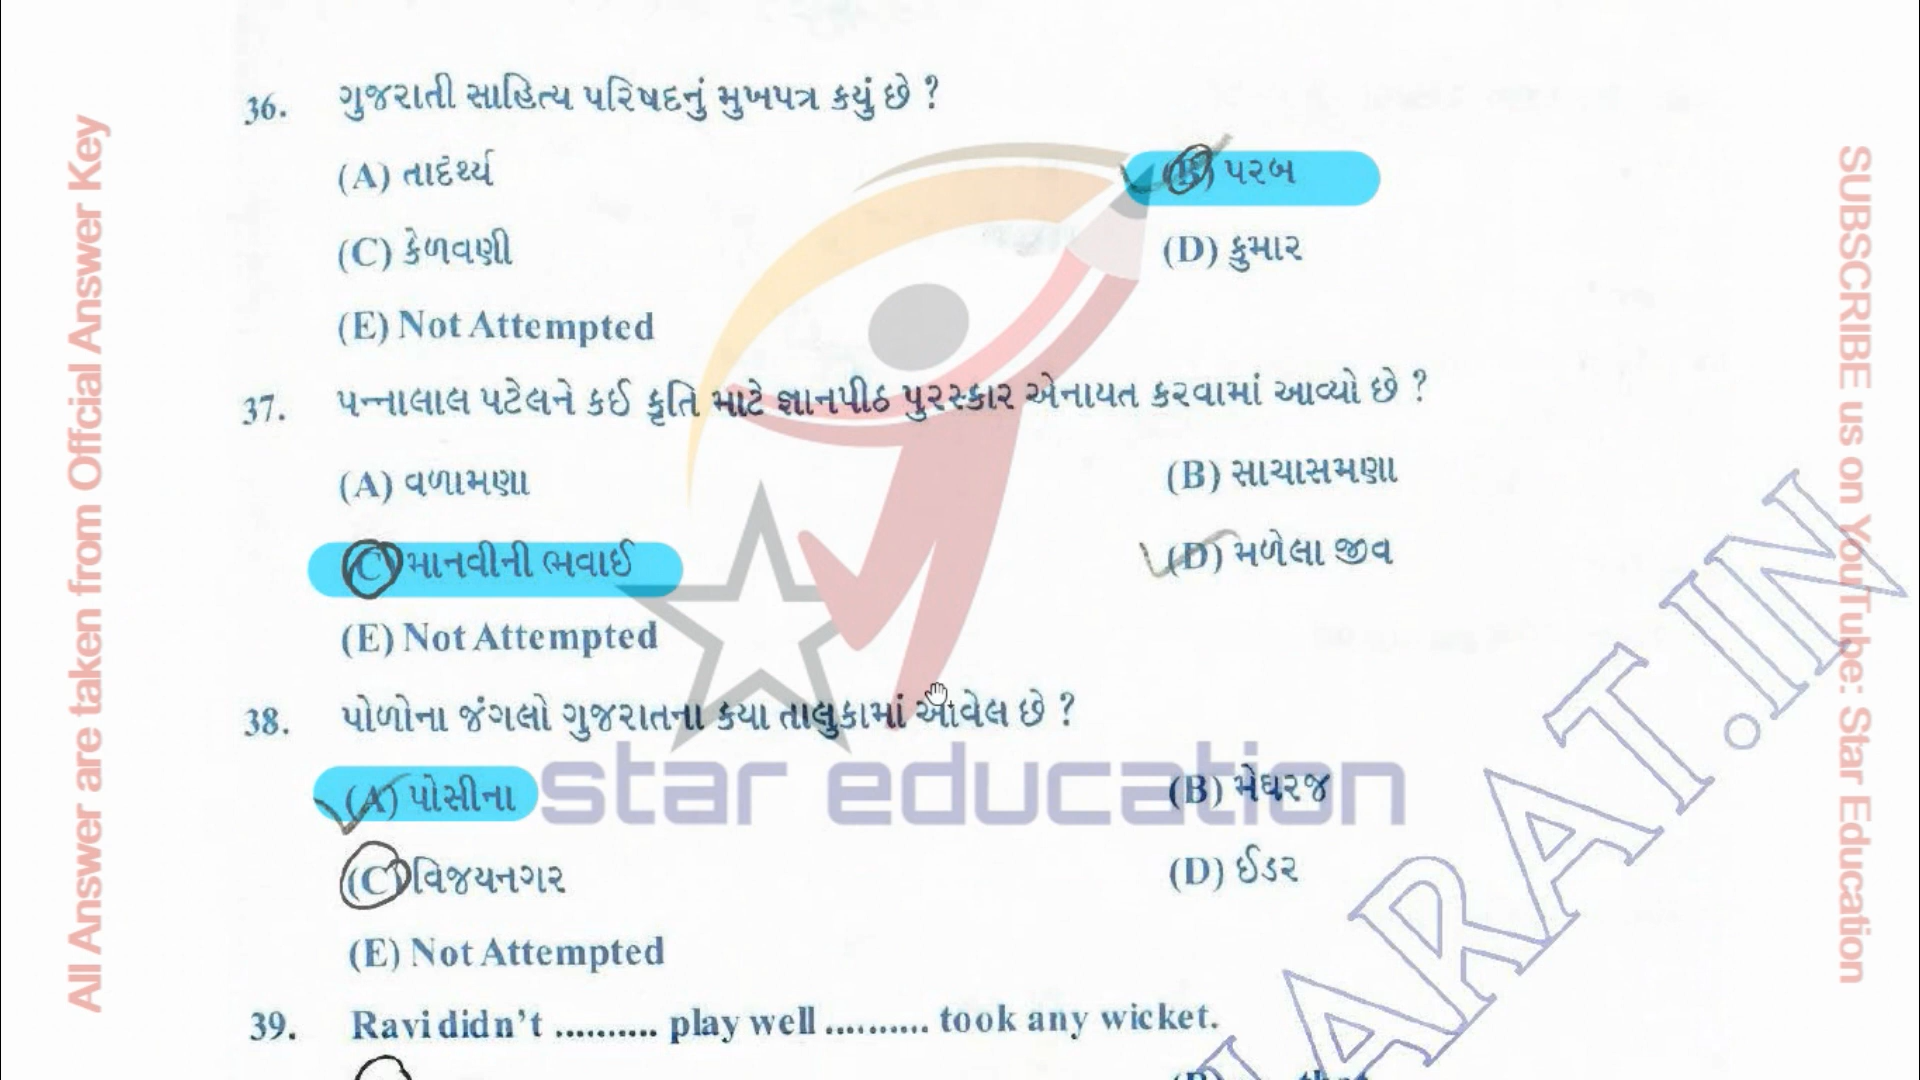 36. ગુજરાતી સાહિત્ય પરિષદનું મુખપત્ર કયું છે ?
(A) તાદર્થ્ય
(B) પરબ
(C) કેળવણી
(D) કુમાર
(E) Not Attempted
37. પન્નાલાલ પટેલને કઈ કૃતિ માટે જ્ઞાનપીઠ પુરસ્કાર એનાયત કરવામાં આવ્યો છે ?
(A) વળામણા
(B) સાચાસમણા
(C) માનવીની ભવાઈ
(D) મળેલા જીવ
(E) Not Attempted
38. પોળોના જંગલો ગુજરાતના કયા તાલુકામાં આવેલ છે ?
(A) પોસીના
(B) મેઘરજ
(C) વિજયનગર
(D) ઈડર
(E) Not Attempted
39. Ravi didn't .......... play well .......... took any wicket.
star education
All Answer are taken from Offcial Answer Key
SUBSCRIBE us on YouTube: Star Education
ARAT.IN